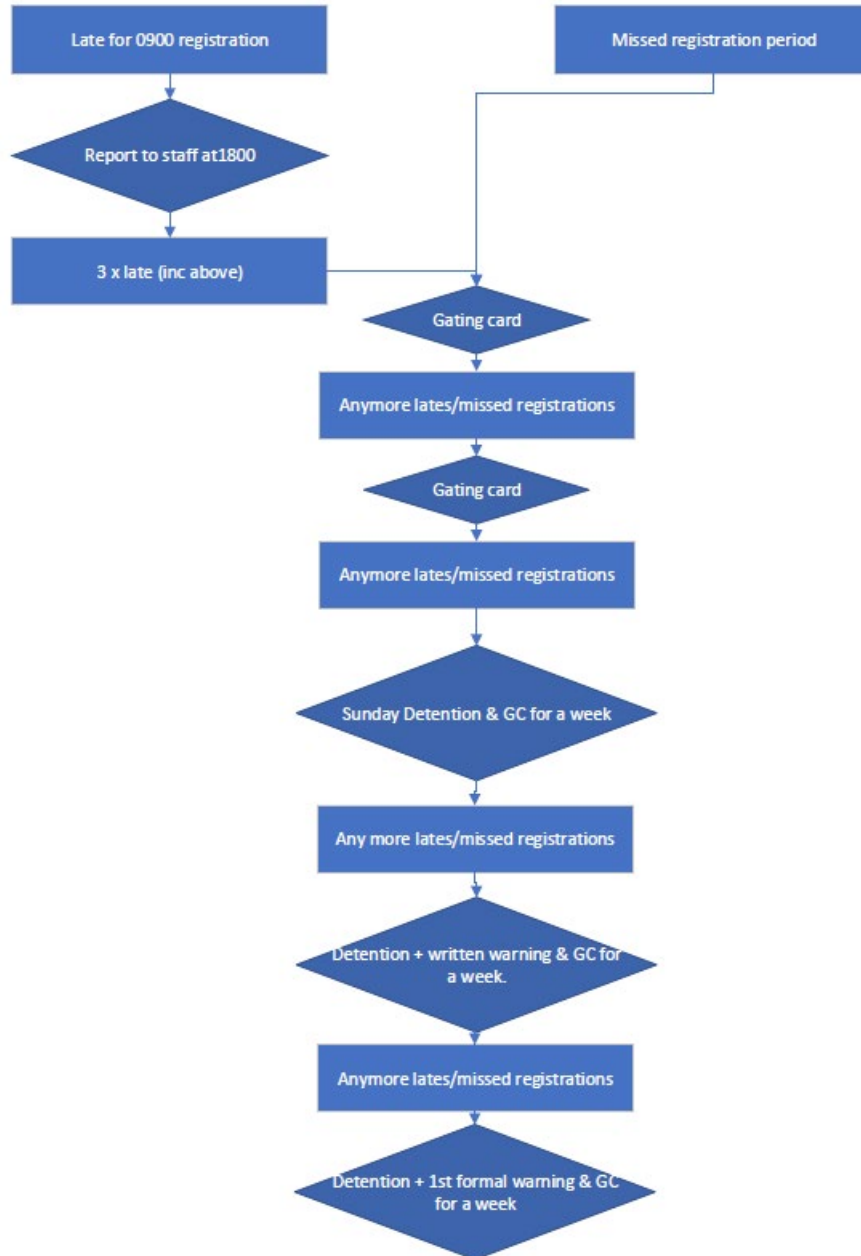 Late for 0900 registration
Missed registration period
Report to staff at1800
3 x late (inc above)
Gating card
Anymore lates/missed registrations
Gating card
Anymore lates/missed registrations
Sunday Detention & GC for a week
Any more lates/missed registrations
Detention + written warning & GC for
a week.
Anymore lates/missed registrations
Detention + 1st formal warning & GC
for a week